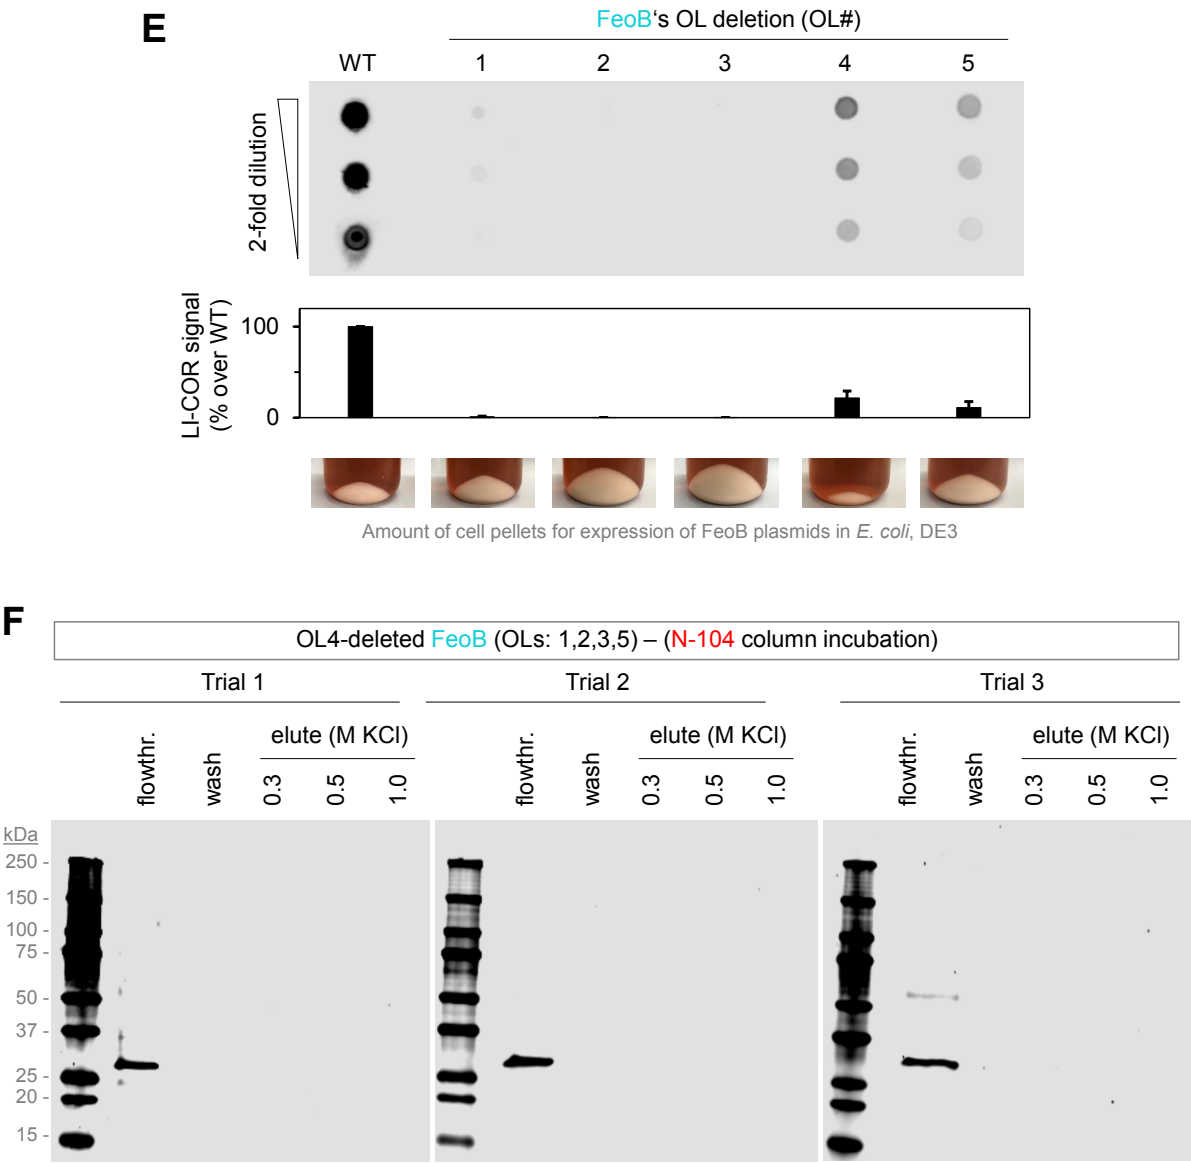 E
FeoB‘s OL deletion (OL#)
WT 1 2 3 4 5
2-fold dilution
LI-COR signal
(% over WT)
100
0
Amount of cell pellets for expression of FeoB plasmids in E. coli, DE3
F
OL4-deleted FeoB (OLs: 1,2,3,5) – (N-104 column incubation)
Trial 1 Trial 2 Trial 3
elute (M KCl) elute (M KCl) elute (M KCl)
flowthr. wash 0.3 0.5 1.0 flowthr. wash 0.3 0.5 1.0 flowthr. wash 0.3 0.5 1.0
kDa
250 -
150 -
100 -
75 -
50 -
37 -
25 -
20 -
15 -